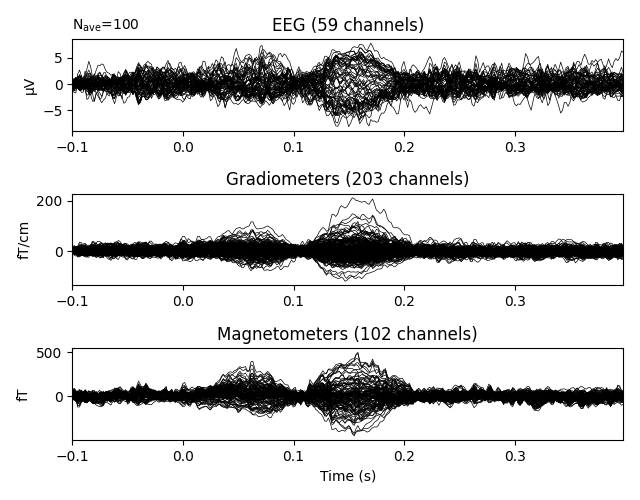 N_ave=100
EEG (59 channels)
5
0
−5
µV
−0.1 0.0 0.1 0.2 0.3
Gradiometers (203 channels)
200
0
fT/cm
−0.1 0.0 0.1 0.2 0.3
Magnetometers (102 channels)
500
0
fT
−0.1 0.0 0.1 0.2 0.3
Time (s)